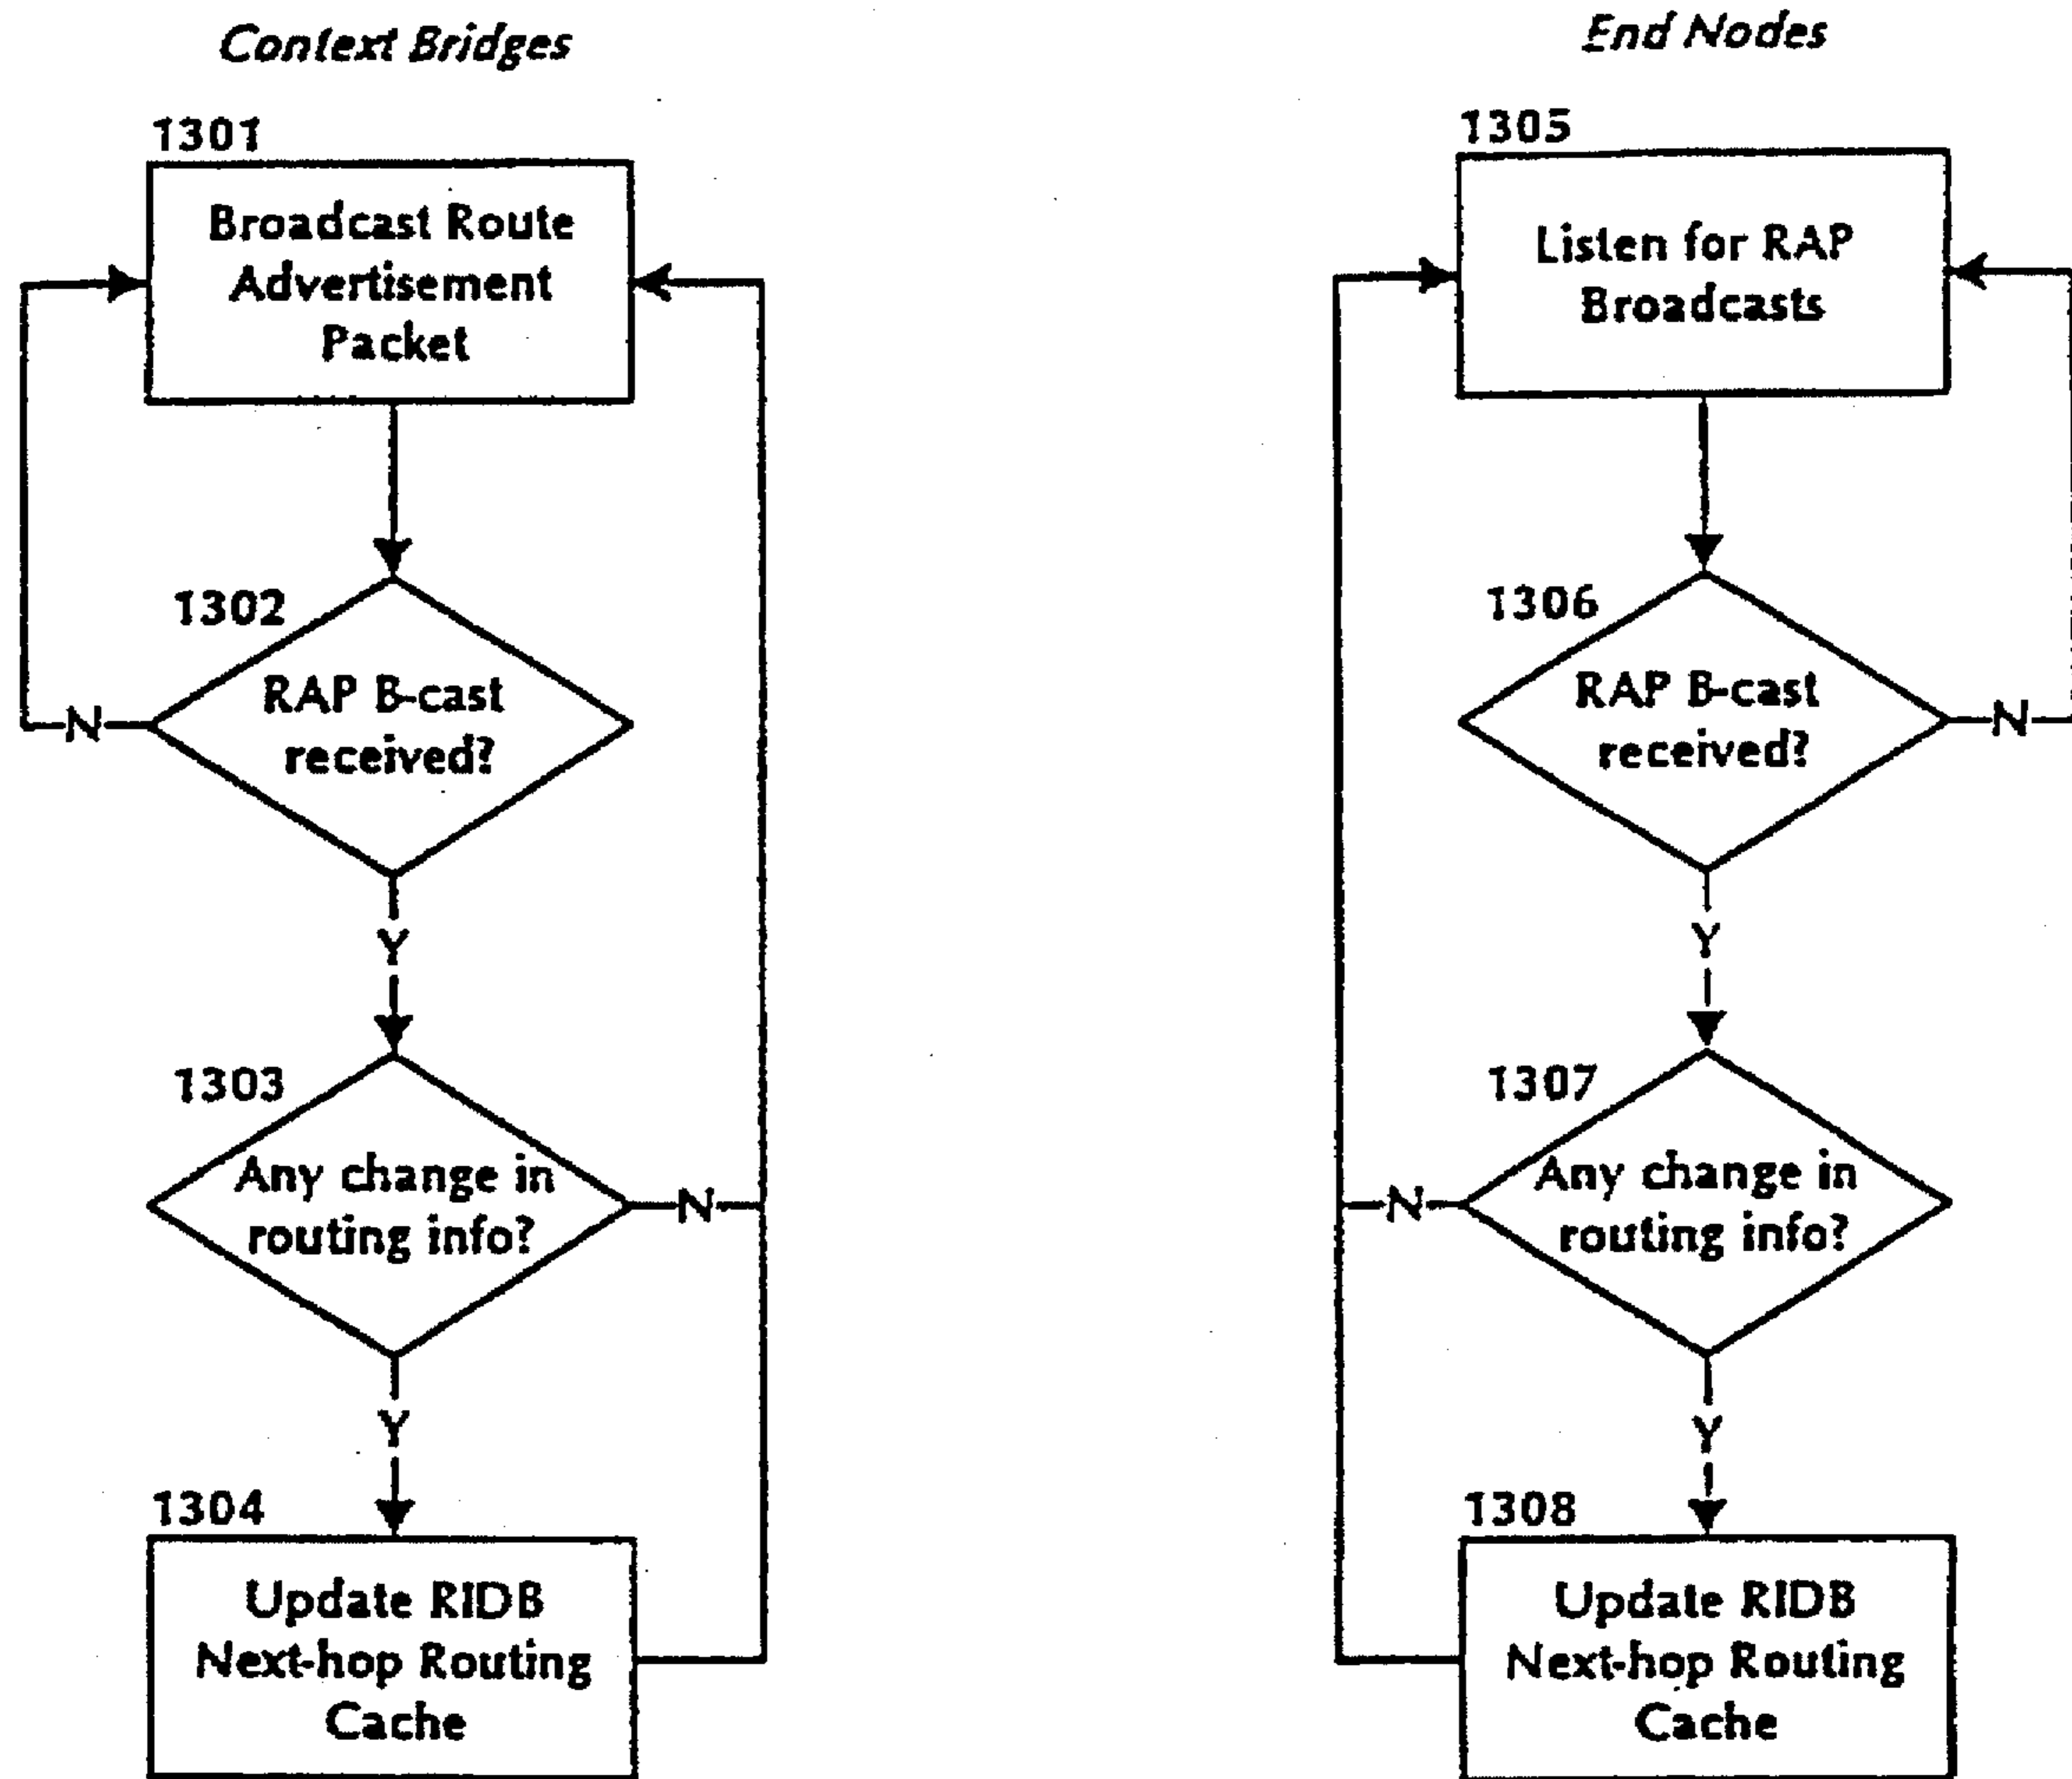 Context Bridges
1301
Broadcast Route
Advertisement
Packet
1302
RAP B-cast
received?
N
Y
1303
Any change in
routing info?
N
Y
1304
Update RIDB
Next-hop Routing
Cache
End Nodes
1305
Listen for RAP
Broadcasts
1306
RAP B-cast
received?
N
Y
1307
Any change in
routing info?
N
Y
1308
Update RIDB
Next-hop Routing
Cache